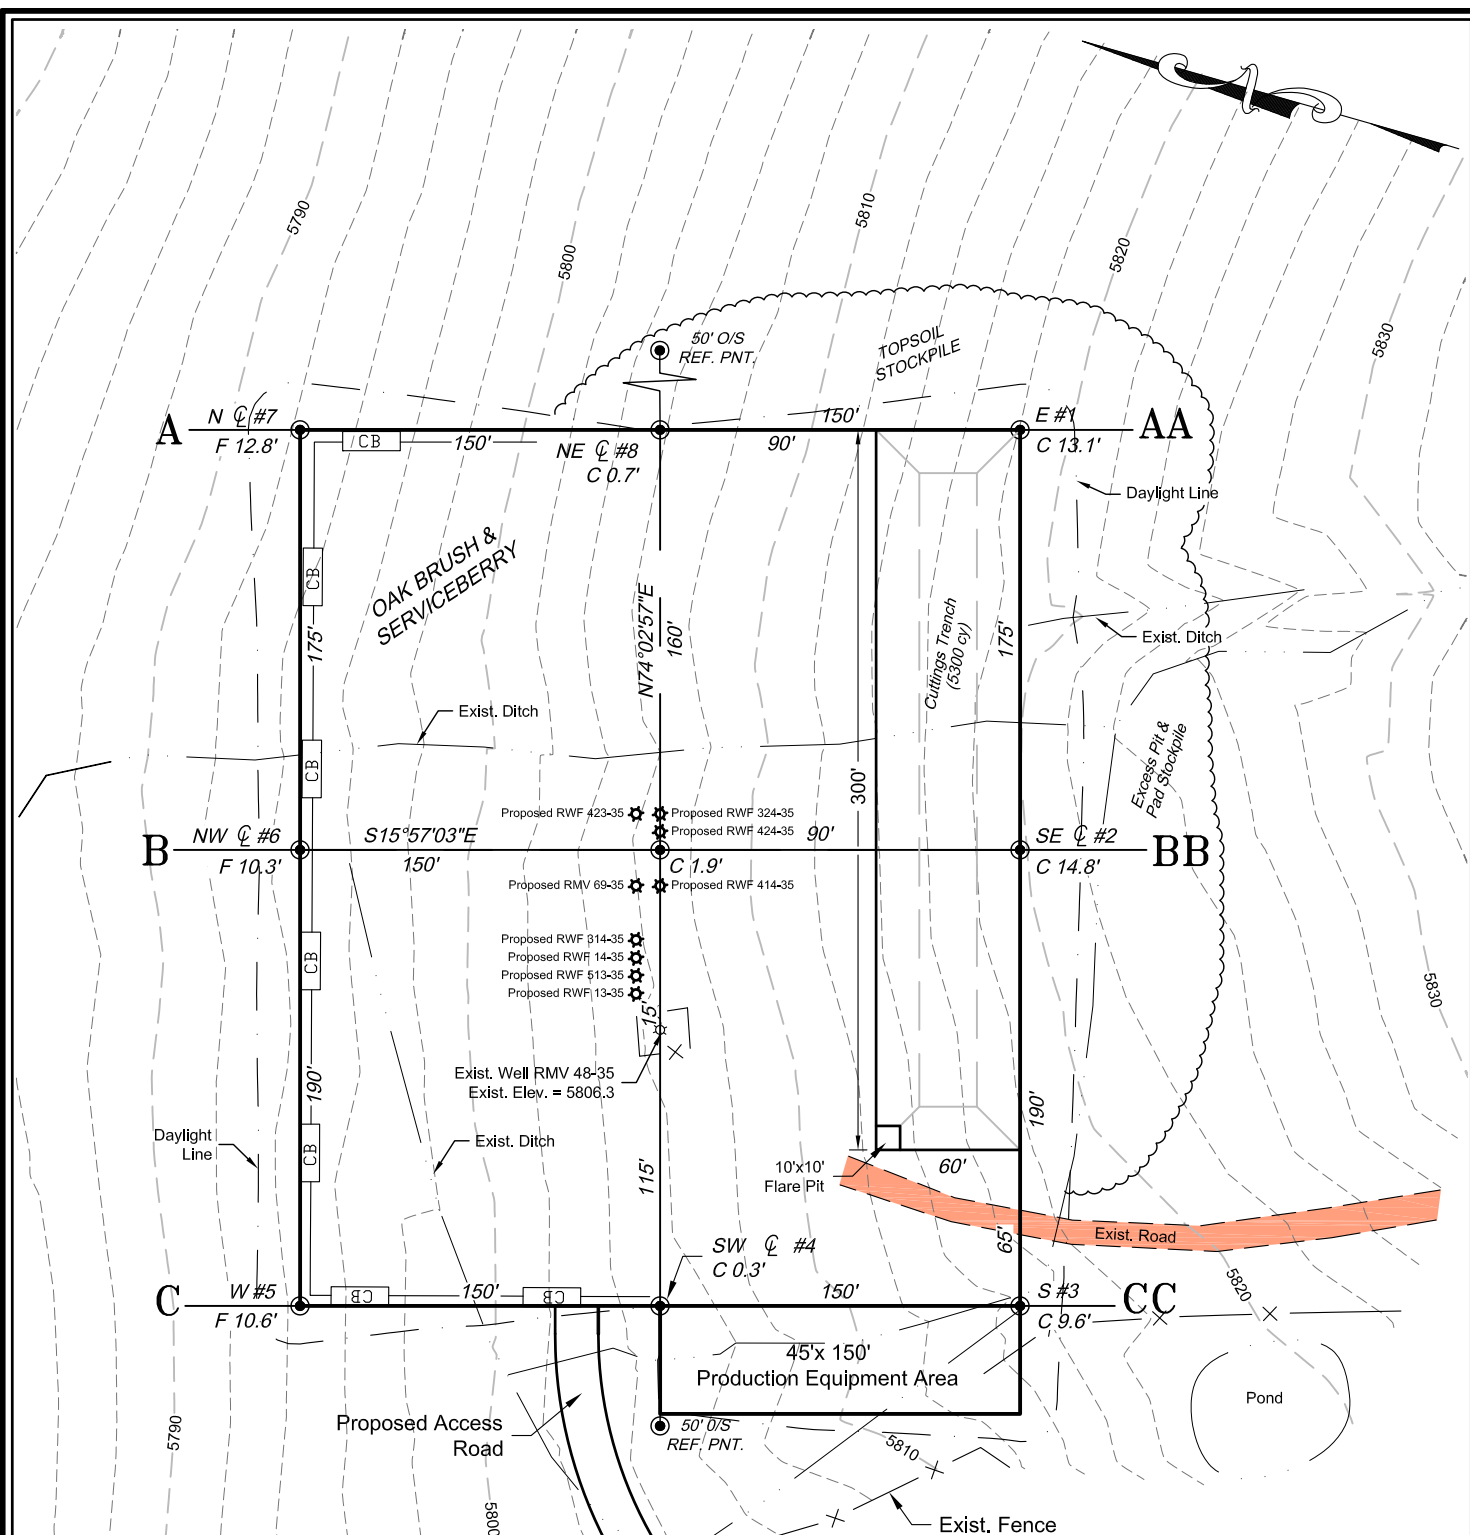 5790
5800
5810
5820
5830
50' O/S
REF. PNT.
TOPSOIL
STOCKPILE
A
N ℄ #7
F 12.8'
CB
150'
NE ℄ #8
C 0.7'
150'
90'
E #1
C 13.1'
AA
Daylight Line
OAK BRUSH &
SERVICEBERRY
CB
175'
N74°02'57"E
160'
Cuttings Trench
(5300 cy)
175'
Exist. Ditch
Exist. Ditch
CB
300'
Excess Pit &
Pad Stockpile
Proposed RWF 423-35
Proposed RWF 324-35
Proposed RWF 424-35
B
NW ℄ #6
F 10.3'
S15°57'03"E
150'
C 1.9'
90'
SE ℄ #2
C 14.8'
BB
Proposed RMV 69-35
Proposed RWF 414-35
Proposed RWF 314-35
Proposed RWF 14-35
Proposed RWF 513-35
Proposed RWF 13-35
CB
15'
5830
Exist. Well RMV 48-35
Exist. Elev. = 5806.3
190'
190'
Daylight
Line
CB
Exist. Ditch
115'
10'x10'
Flare Pit
60'
65'
Exist. Road
SW ℄ #4
C 0.3'
5820
C
W #5
F 10.6'
CB
150'
CB
150'
S #3
C 9.6'
CC
45'x 150'
Production Equipment Area
Pond
Proposed Access
Road
50' O/S
REF. PNT.
5790
5810
5800
Exist. Fence